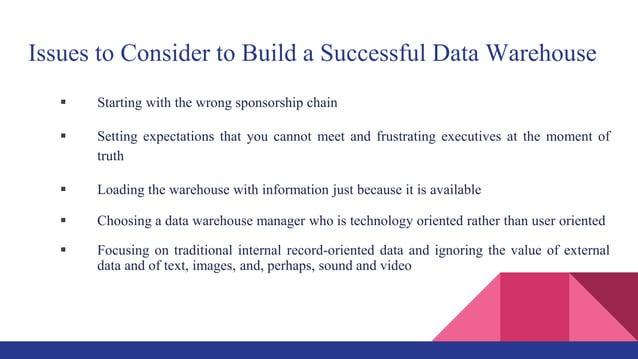 Issues to Consider to Build a Successful Data Warehouse
▪ Starting with the wrong sponsorship chain
▪ Setting expectations that you cannot meet and frustrating executives at the moment of
truth
▪ Loading the warehouse with information just because it is available
▪ Choosing a data warehouse manager who is technology oriented rather than user oriented
▪ Focusing on traditional internal record-oriented data and ignoring the value of external
data and of text, images, and, perhaps, sound and video